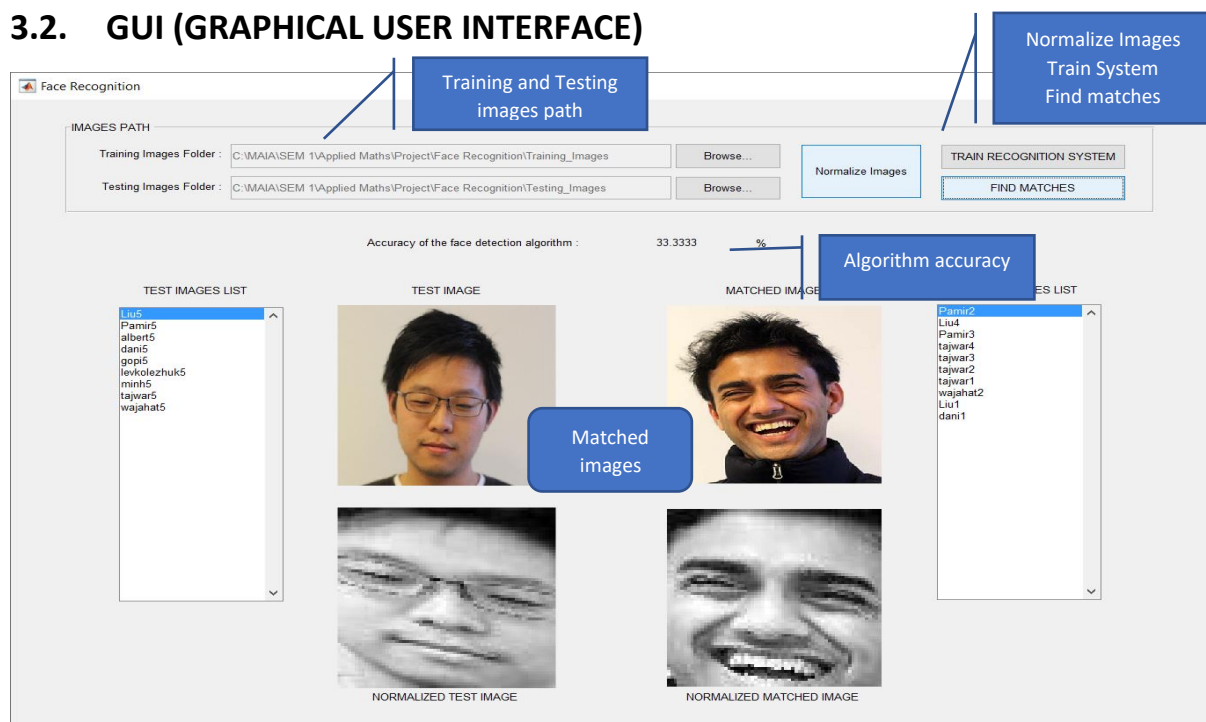 3.2. GUI (GRAPHICAL USER INTERFACE)
Normalize Images
Train System
Find matches
Training and Testing
images path
Face Recognition
IMAGES PATH
Training Images Folder : C:\MAIA\SEM 1\Applied Maths\Project\Face Recognition\Training_Images Browse...
Normalize Images
TRAIN RECOGNITION SYSTEM
Testing Images Folder : C:\MAIA\SEM 1\Applied Maths\Project\Face Recognition\Testing_Images Browse...
FIND MATCHES
Accuracy of the face detection algorithm : 33.3333 %
Algorithm accuracy
TEST IMAGES LIST
Liu5
Pamir5
albert5
dani5
gopi5
levkolezhuk5
minh5
tajwar5
wajahat5
TEST IMAGE
MATCHED IMAGE
Matched
images
ES LIST
Pamir2
Liu4
Pamir3
tajwar4
tajwar3
tajwar2
tajwar1
wajahat2
Liu1
dani1
NORMALIZED TEST IMAGE
NORMALIZED MATCHED IMAGE